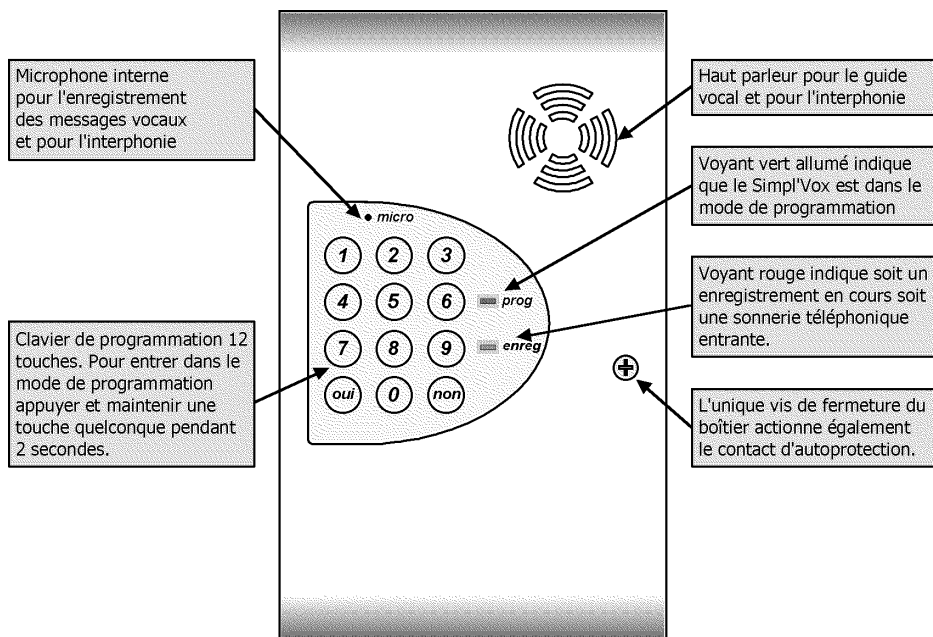 Microphone interne
pour l'enregistrement
des messages vocaux
et pour l'interphonie
Haut parleur pour le guide
vocal et pour l'interphonie
Voyant vert allumé indique
que le Simpl'Vox est dans le
mode de programmation
micro
1 2 3
4 5 6 prog
7 8 9 enreg
oui 0 non
Voyant rouge indique soit un
enregistrement en cours soit
une sonnerie téléphonique
entrante.
Clavier de programmation 12
touches. Pour entrer dans le
mode de programmation
appuyer et maintenir une
touche quelconque pendant
2 secondes.
L'unique vis de fermeture du
boîtier actionne également
le contact d'autoprotection.